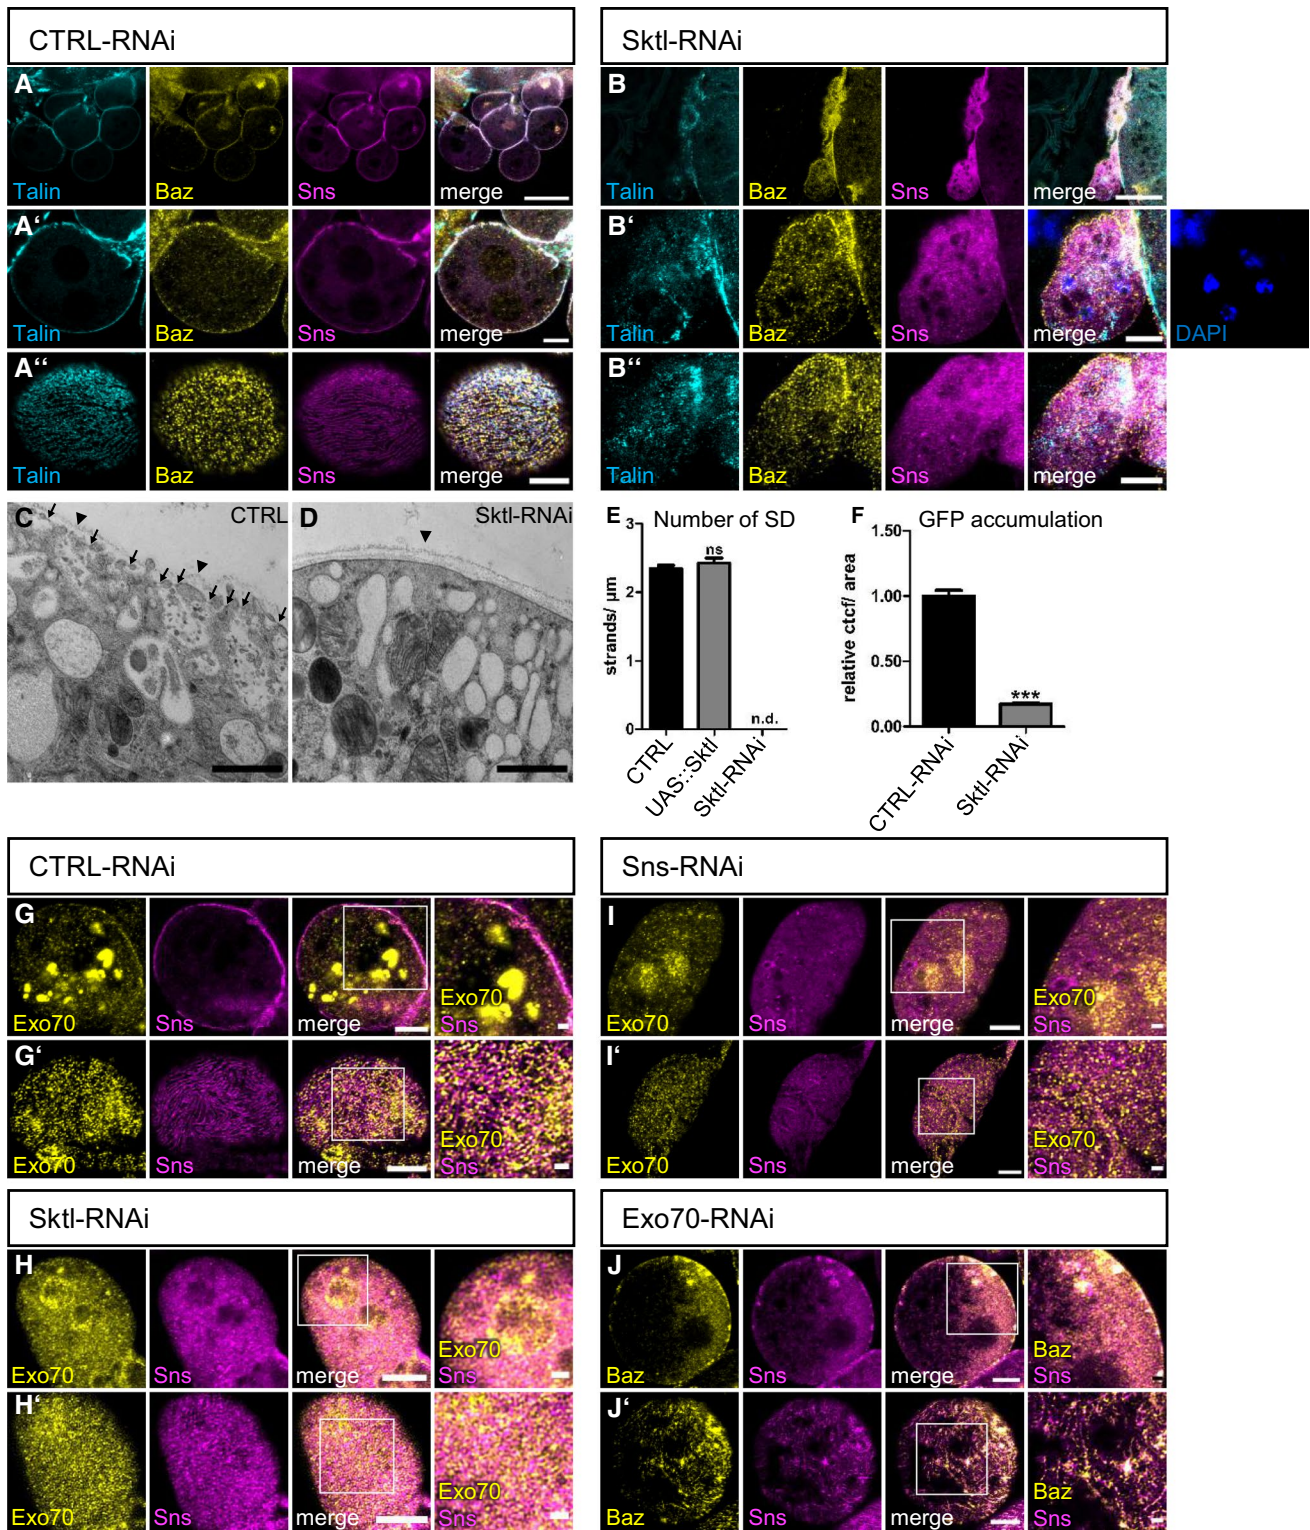 CTRL-RNAi
Sktl-RNAi
A
Talin
Baz
Sns
merge
B
Talin
Baz
Sns
merge
A‘
Talin
Baz
Sns
merge
B‘
Talin
Baz
Sns
merge
DAPI
A‘‘
Talin
Baz
Sns
merge
B‘‘
Talin
Baz
Sns
merge
C
CTRL
D
Sktl-RNAi
E
Number of SD
strands/ µm
3
2
1
0
ns
n.d.
CTRL
UAS::Sktl
Sktl-RNAi
F
GFP accumulation
relative ctcf/ area
1.50
1.00
0.50
0.00
***
CTRL-RNAi
Sktl-RNAi
CTRL-RNAi
Sns-RNAi
G
Exo70
Sns
merge
Exo70
Sns
I
Exo70
Sns
merge
Exo70
Sns
G‘
Exo70
Sns
merge
Exo70
Sns
I‘
Exo70
Sns
merge
Exo70
Sns
Sktl-RNAi
Exo70-RNAi
H
Exo70
Sns
merge
Exo70
Sns
J
Baz
Sns
merge
Baz
Sns
H‘
Exo70
Sns
merge
Exo70
Sns
J‘
Baz
Sns
merge
Baz
Sns